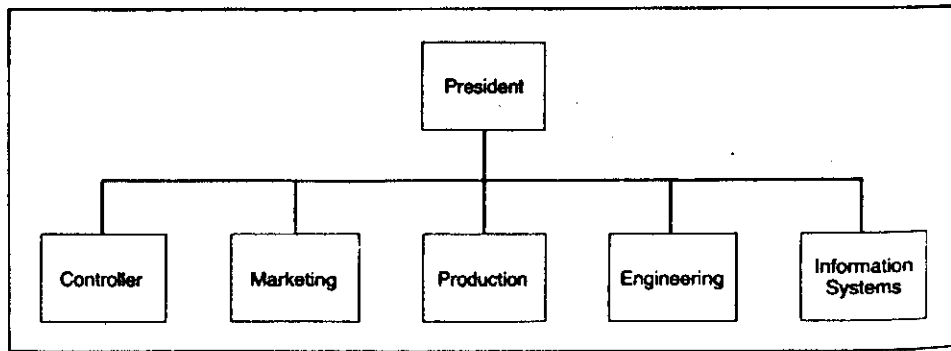 President
Controller
Marketing
Production
Engineering
Information
Systems